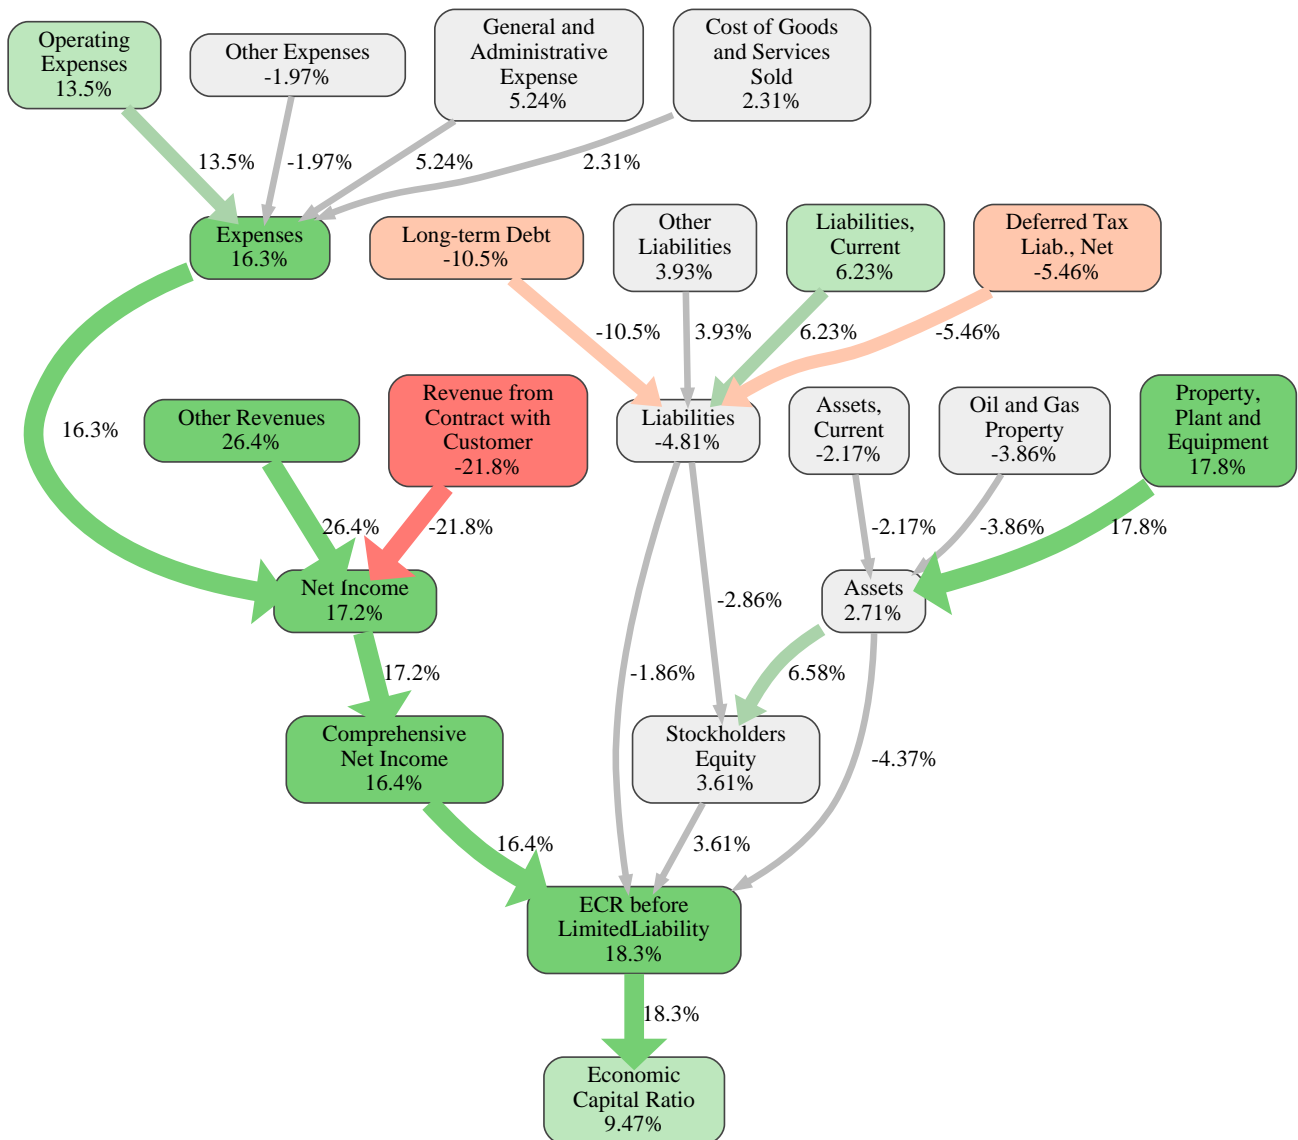 Operating
Expenses
13.5%
Other Expenses
-1.97%
General and
Administrative
Expense
5.24%
Cost of Goods
and Services
Sold
2.31%
13.5%
-1.97%
5.24%
2.31%
Expenses
16.3%
Long-term Debt
-10.5%
Other
Liabilities
3.93%
Liabilities,
Current
6.23%
Deferred Tax
Liab., Net
-5.46%
-10.5%
3.93%
6.23%
-5.46%
16.3%
Other Revenues
26.4%
Revenue from
Contract with
Customer
-21.8%
Liabilities
-4.81%
Assets,
Current
-2.17%
Oil and Gas
Property
-3.86%
Property,
Plant and
Equipment
17.8%
26.4%
-21.8%
-2.17%
-3.86%
17.8%
Net Income
17.2%
-2.86%
Assets
2.71%
17.2%
-1.86%
6.58%
Comprehensive
Net Income
16.4%
Stockholders
Equity
3.61%
-4.37%
16.4%
3.61%
ECR before
LimitedLiability
18.3%
18.3%
Economic
Capital Ratio
9.47%